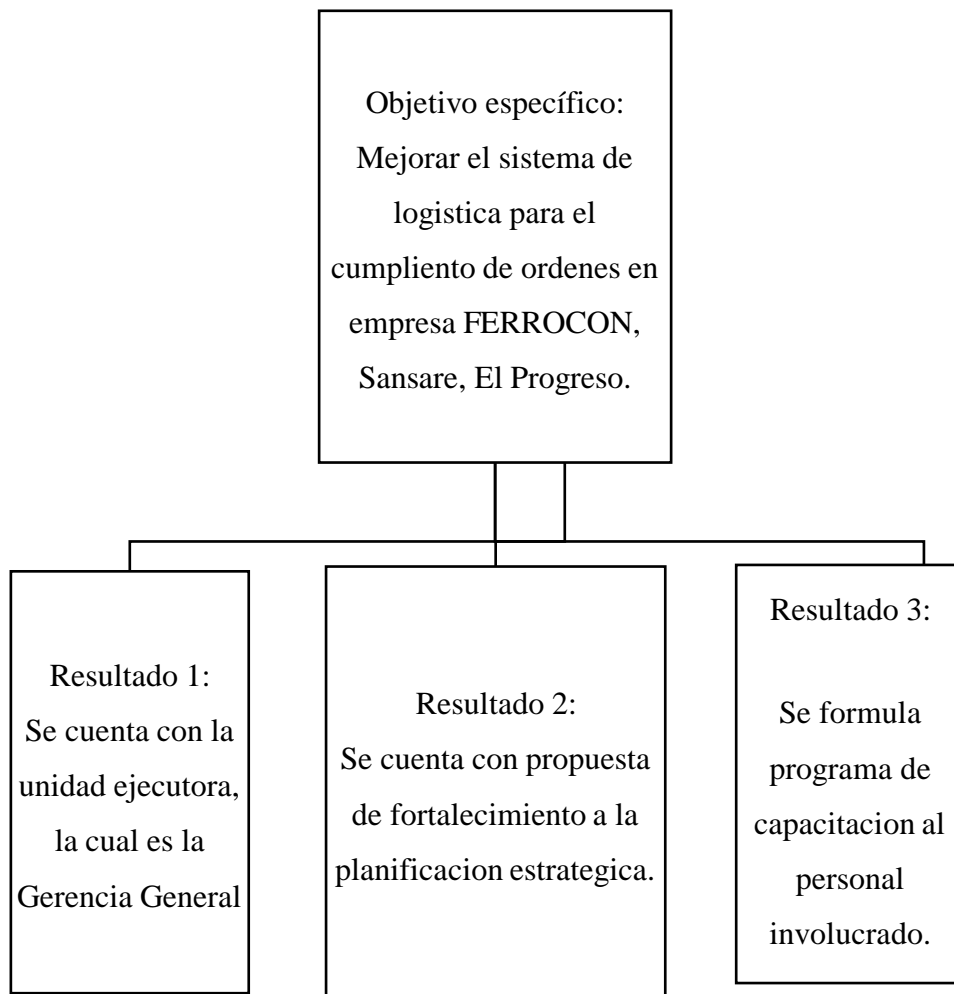 Objetivo específico:
Mejorar el sistema de
logistica para el
cumpliento de ordenes en
empresa FERROCON,
Sansare, El Progreso.
Resultado 1:
Se cuenta con la
unidad ejecutora,
la cual es la
Gerencia General
Resultado 2:
Se cuenta con propuesta
de fortalecimiento a la
planificacion estrategica.
Resultado 3:
Se formula
programa de
capacitacion al
personal
involucrado.